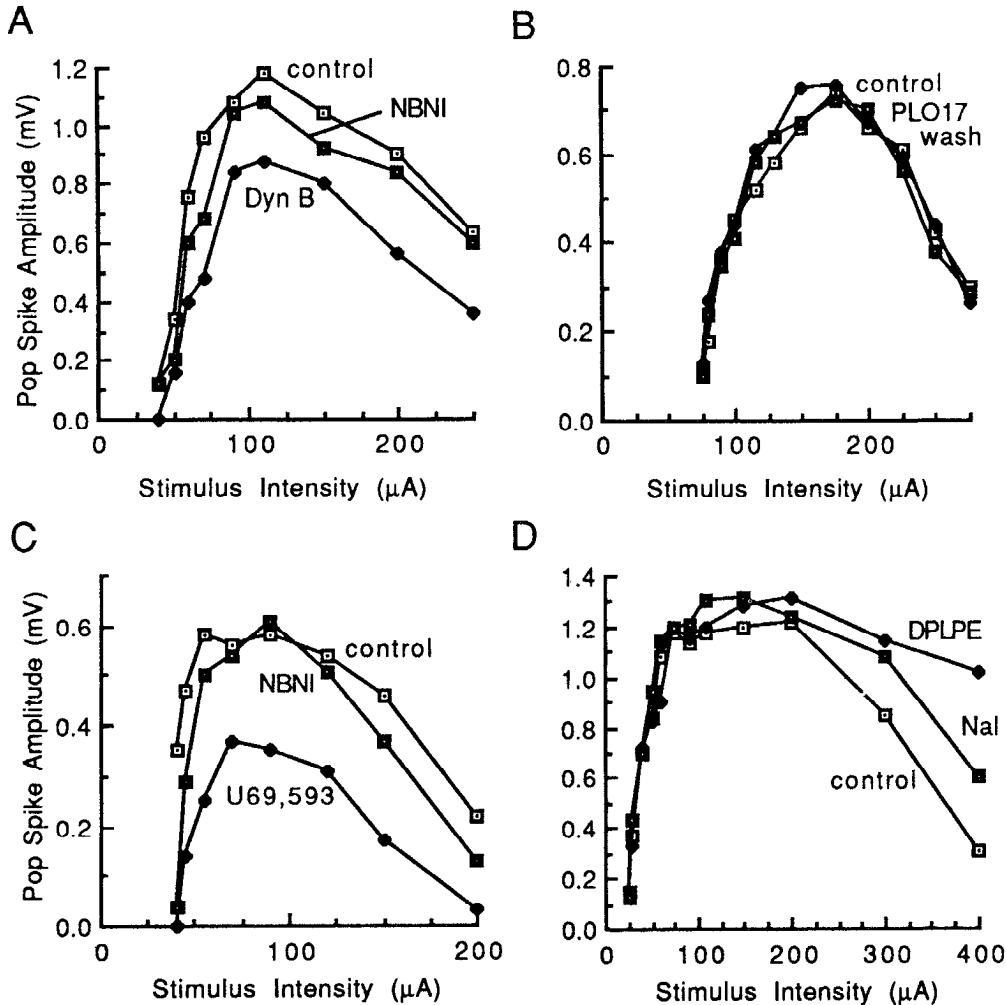 A
Pop Spike Amplitude (mV)
1.2
1.0
0.8
0.6
0.4
0.2
0.0
control
NBNI
Dyn B
0
100
200
Stimulus Intensity (µA)
B
0.8
0.6
0.4
0.2
0.0
control
PLO17
wash
0
100
200
Stimulus Intensity (µA)
C
Pop Spike Amplitude (mV)
0.6
0.4
0.2
0.0
control
NBNI
U69,593
0
100
200
Stimulus Intensity (µA)
D
1.4
1.2
1.0
0.8
0.6
0.4
0.2
0.0
DPLPE
Nal
control
0
100
200
300
400
Stimulus Intensity (µA)